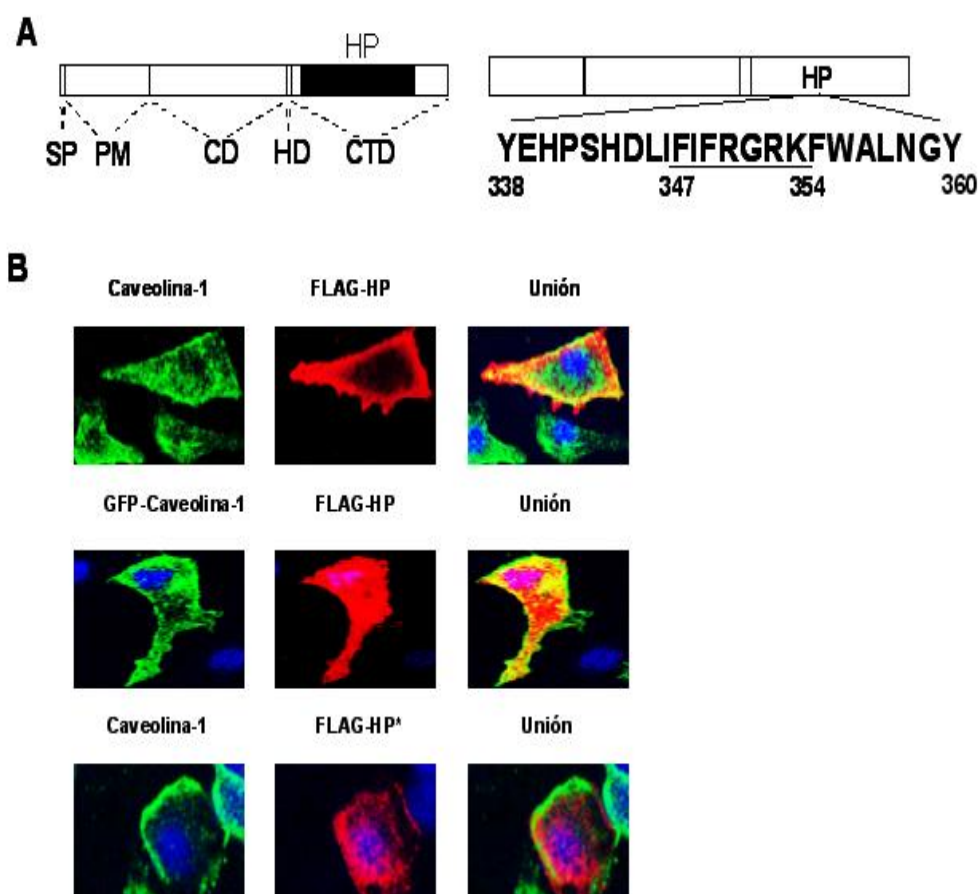 A
HP
SP PM CD HD CTD
HP
YEHPSHDLIFIFRGRKFWALNGY
338 347 354 360
B
Caveolina-1 FLAG-HP Unión
GFP-Caveolina-1 FLAG-HP Unión
Caveolina-1 FLAG-HP* Unión